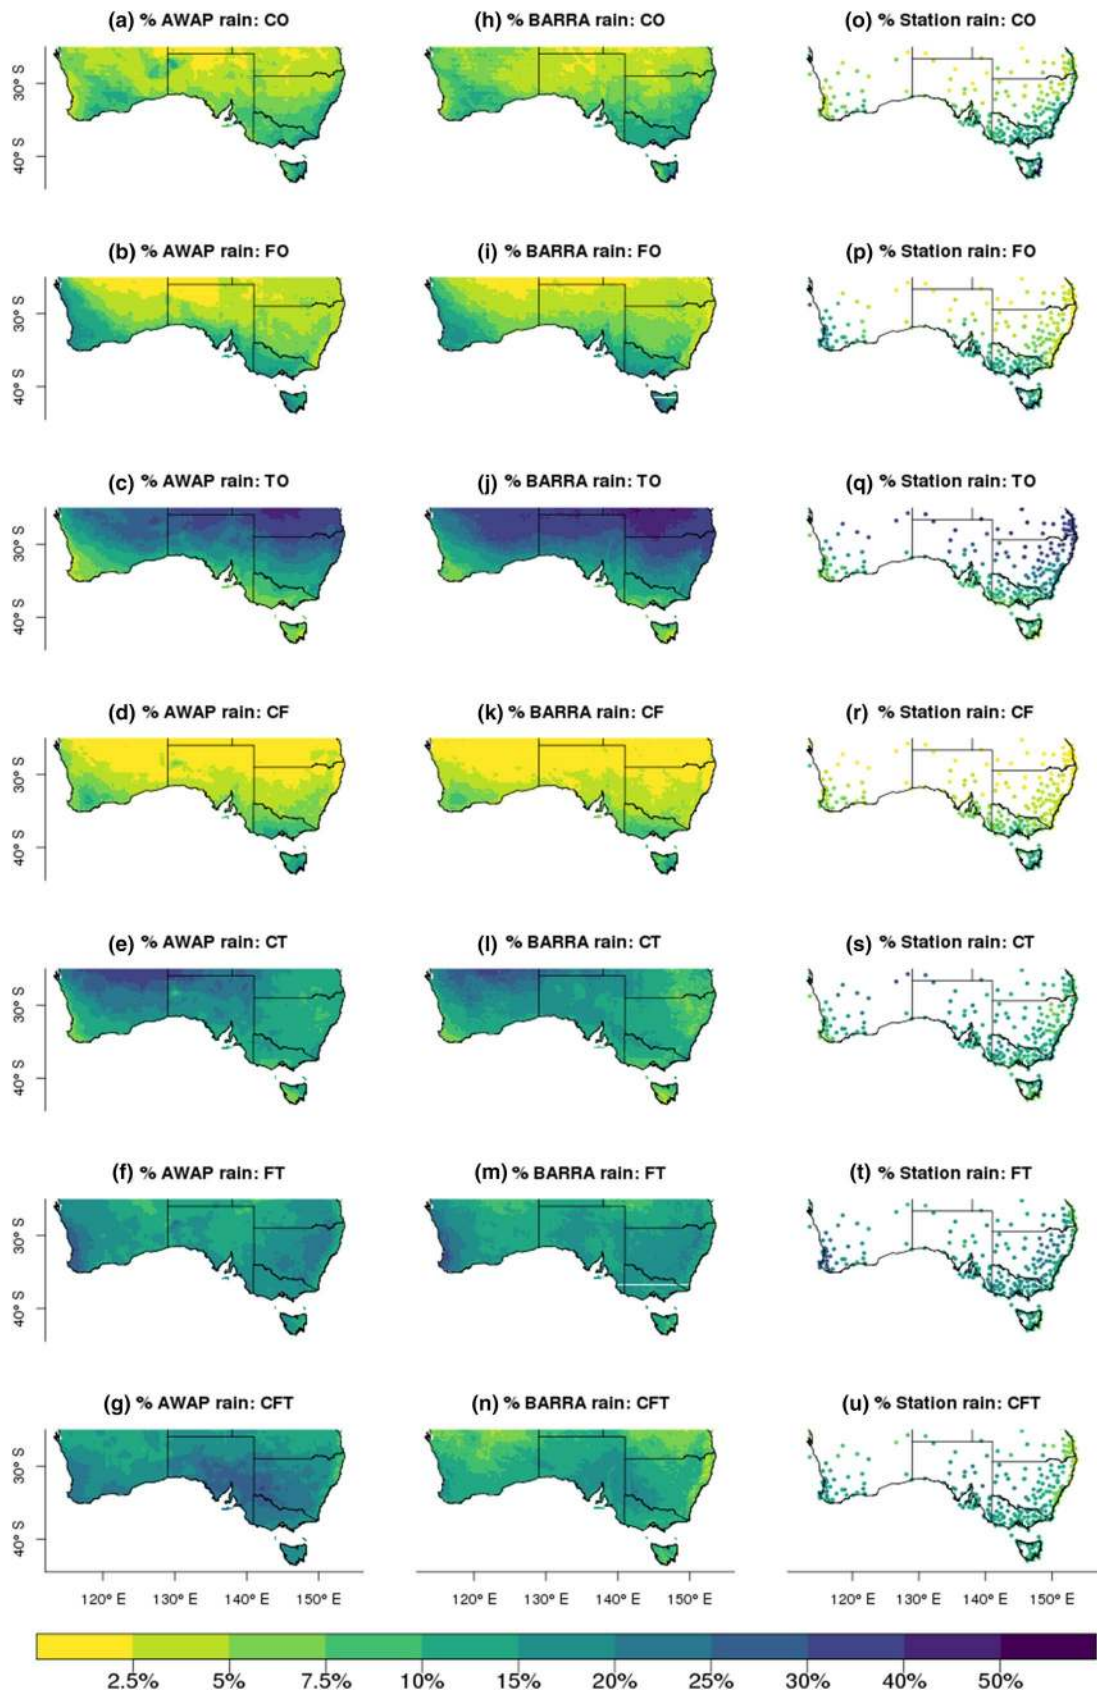 (a) % AWAP rain: CO
(h) % BARRA rain: CO
(o) % Station rain: CO
30° S
40° S
(b) % AWAP rain: FO
(i) % BARRA rain: FO
(p) % Station rain: FO
30° S
40° S
(c) % AWAP rain: TO
(j) % BARRA rain: TO
(q) % Station rain: TO
30° S
40° S
(d) % AWAP rain: CF
(k) % BARRA rain: CF
(r) % Station rain: CF
30° S
40° S
(e) % AWAP rain: CT
(l) % BARRA rain: CT
(s) % Station rain: CT
30° S
40° S
(f) % AWAP rain: FT
(m) % BARRA rain: FT
(t) % Station rain: FT
30° S
40° S
(g) % AWAP rain: CFT
(n) % BARRA rain: CFT
(u) % Station rain: CFT
30° S
40° S
120° E 130° E 140° E 150° E
120° E 130° E 140° E 150° E
120° E 130° E 140° E 150° E
2.5% 5% 7.5% 10% 15% 20% 25% 30% 40% 50%